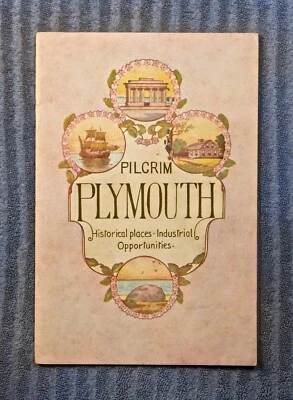 PILGRIM
PLYMOUTH
Historical places - Industrial
Opportunities -